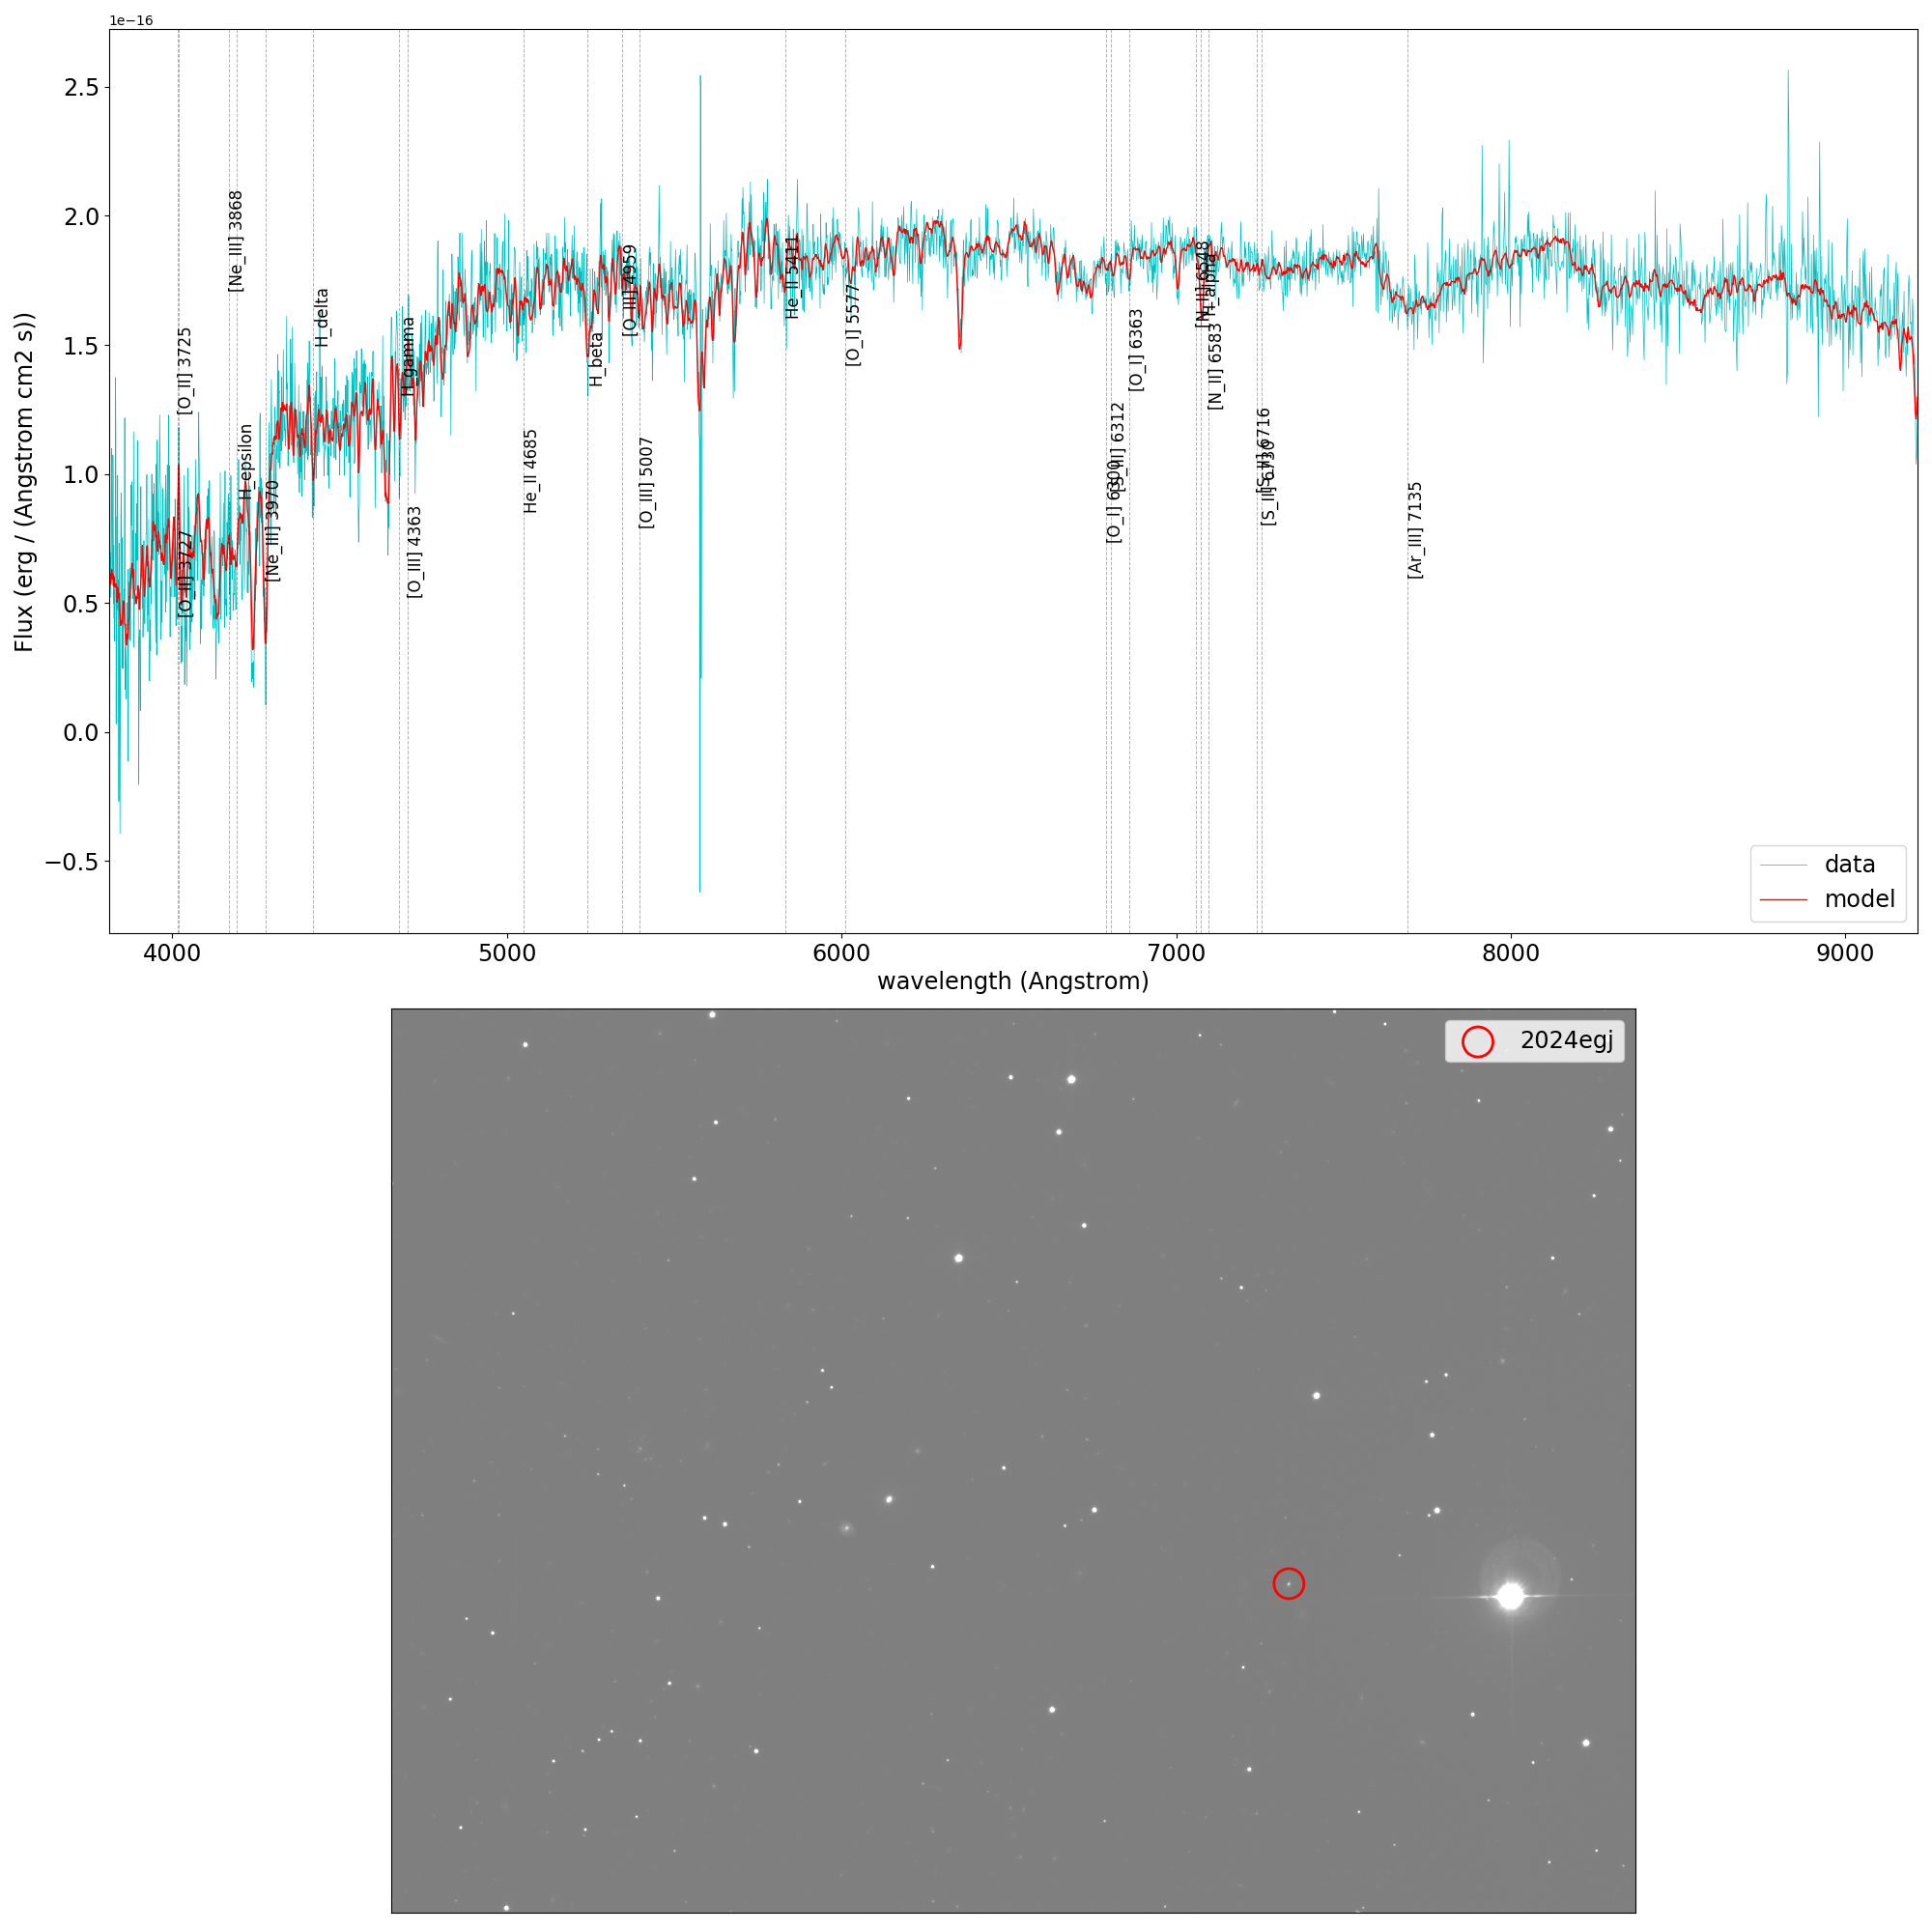 1e−16
Flux (erg / (Angstrom cm2 s))
2.5
2.0
1.5
1.0
0.5
0.0
−0.5
[O_II] 3725
[O_II] 3727
[Ne_III] 3868
H_epsilon
[Ne_III] 3970
H_delta
H_gamma
[O_III] 4363
He_II 4685
H_beta
[O_III] 4959
[O_III] 5007
He_II 5411
[O_I] 5577
[O_I] 6300
[S_III] 6312
[O_I] 6363
[N_II] 6548
H_alpha
[N_II] 6583
[S_II] 6716
[S_II] 6730
[Ar_III] 7135
data
model
4000 5000 6000 7000 8000 9000
wavelength (Angstrom)
2024egj